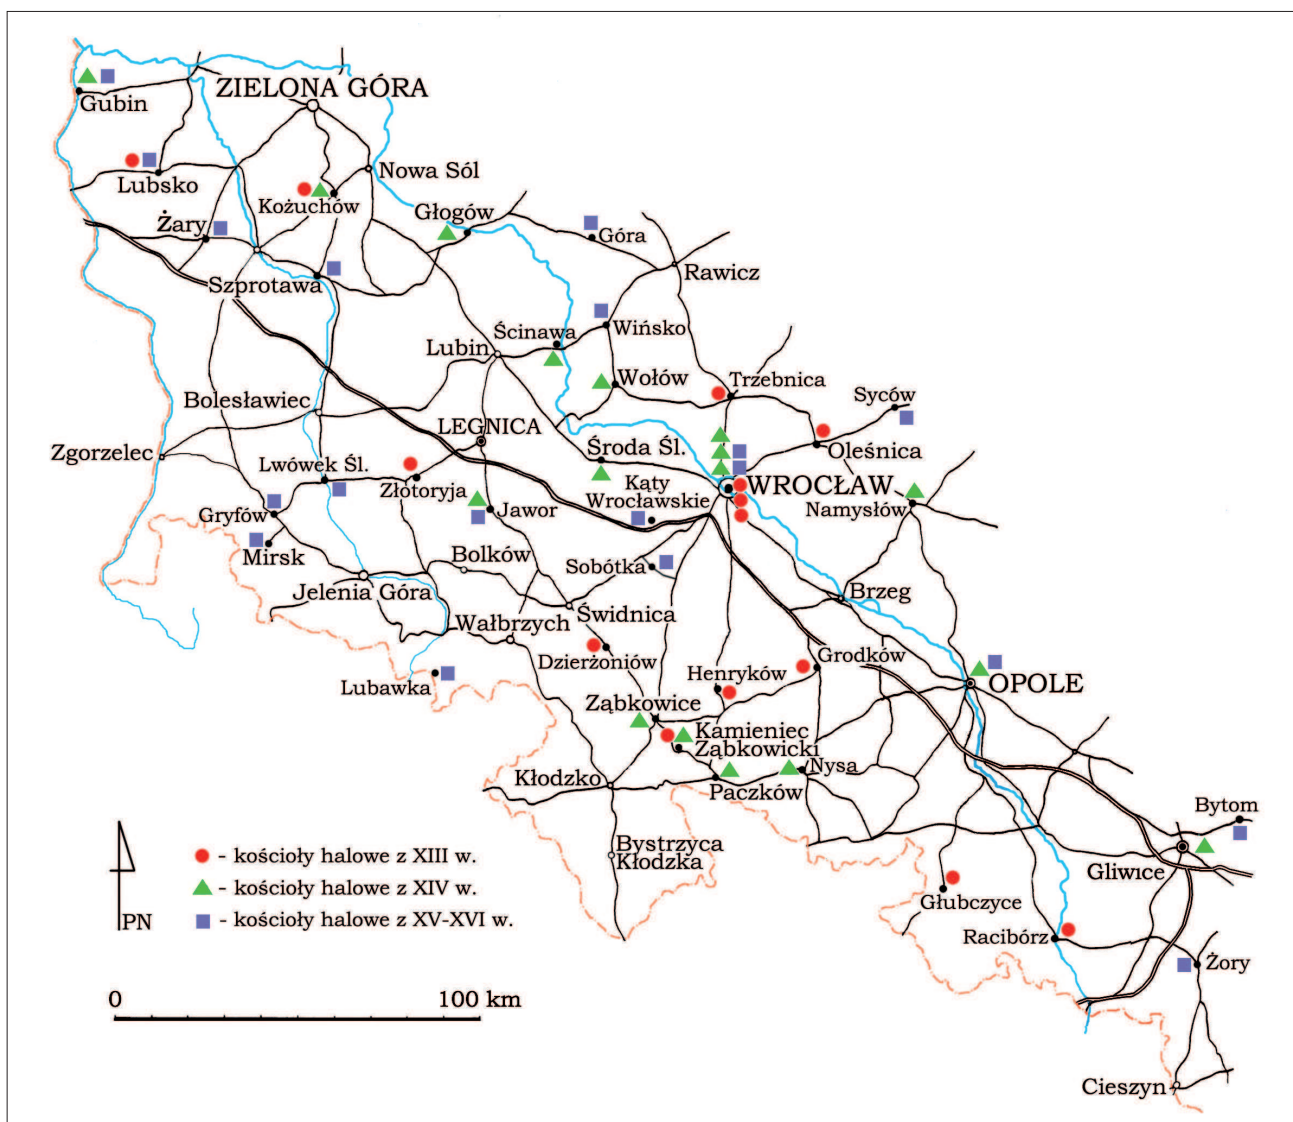 ZIELONA GÓRA
Gubin
Lubsko
Nowa Sól
Kożuchów
Głogów
Żary
Góra
Rawicz
Szprotawa
Ścinawa
Wińsko
Lubin
Wołów
Trzebnica
Syców
Bolesławiec
LEGNICA
Zgorzelec
Lwówek Śl.
Środa Śl.
Oleśnica
Złotoryja
Kąty
Wrocławskie
WROCŁAW
Jawor
Namysłów
Gryfów
Mirsk
Bolków
Sobótka
Jelenia Góra
Brzeg
Świdnica
Wałbrzych
Dzierżoniów
Grodków
Henryków
Lubawka
OPOLE
Ząbkowice
Kamieniec
Ząbkowicki
Nysa
Kłodzko
Paczków
Bytom
Bystrzyca
Kłodzka
Gliwice
Głubczyce
Racibórz
Żory
Cieszyn
PN
- kościoły halowe z XIII w.
- kościoły halowe z XIV w.
- kościoły halowe z XV-XVI w.
0 100 km